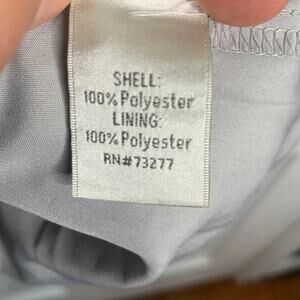 SHELL:
100% Polyester
LINING:
100% Polyester
RN#73277